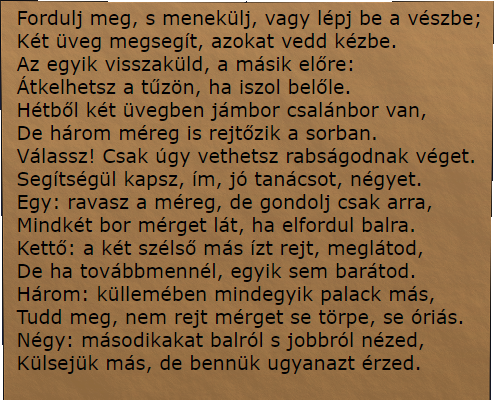 Fordulj meg, s menekülj, vagy lépj be a vészbe;
Két üveg megsegít, azokat vedd kézbe.
Az egyik visszaküld, a másik előre:
Átkelhetsz a tűzön, ha iszol belőle.
Hétből két üvegben jámbor csalánbor van,
De három méreg is rejtőzik a sorban.
Válassz! Csak úgy vethetsz rabságodnak véget.
Segítségül kapsz, ím, jó tanácsot, négyet.
Egy: ravasz a méreg, de gondolj csak arra,
Mindkét bor mérget lát, ha elfordul balra.
Kettő: a két szélső más ízt rejt, meglátod,
De ha továbbmennél, egyik sem barátod.
Három: küllemében mindegyik palack más,
Tudd meg, nem rejt mérget se törpe, se óriás.
Négy: másodikakat balról s jobbról nézed,
Külsejük más, de bennük ugyanazt érzed.